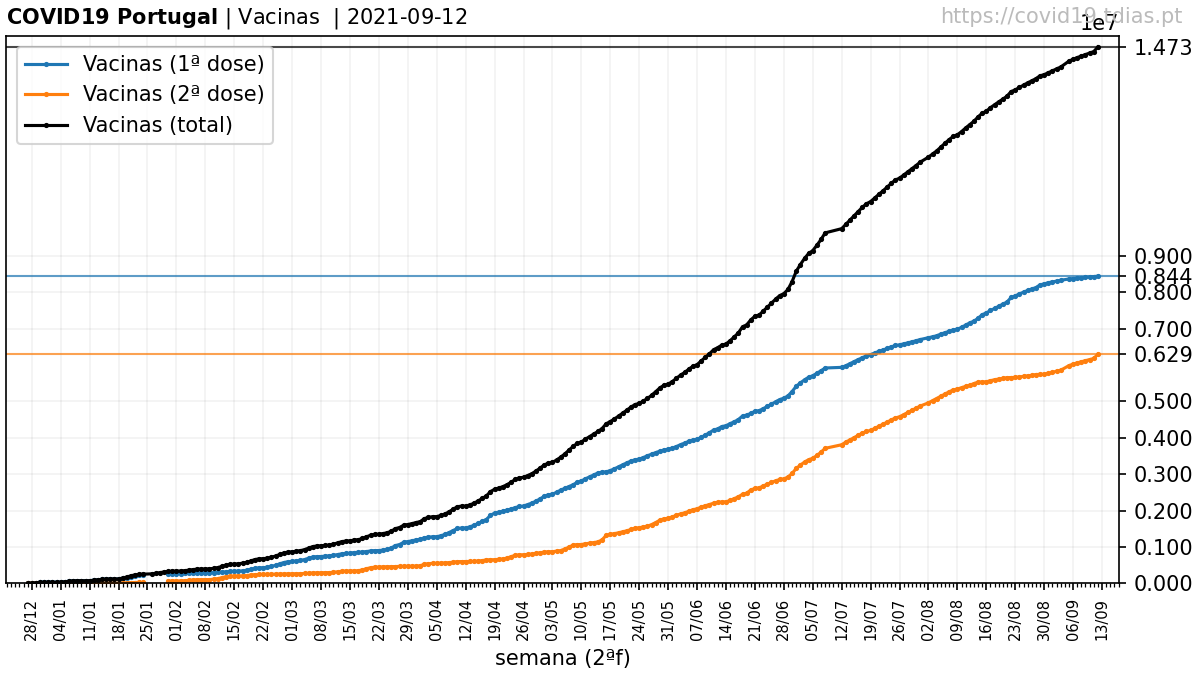 COVID19 Portugal | Vacinas | 2021-09-12
https://covid19.tdias.pt
1e7
Vacinas (1ª dose)
Vacinas (2ª dose)
Vacinas (total)
1.473
0.900
0.844
0.800
0.700
0.629
0.500
0.400
0.300
0.200
0.100
0.000
28/12 04/01 11/01 18/01 25/01 01/02 08/02 15/02 22/02 01/03 08/03 15/03 22/03 29/03 05/04 12/04 19/04 26/04 03/05 10/05 17/05 24/05 31/05 07/06 14/06 21/06 28/06 05/07 12/07 19/07 26/07 02/08 09/08 16/08 23/08 30/08 06/09 13/09
semana (2ªf)